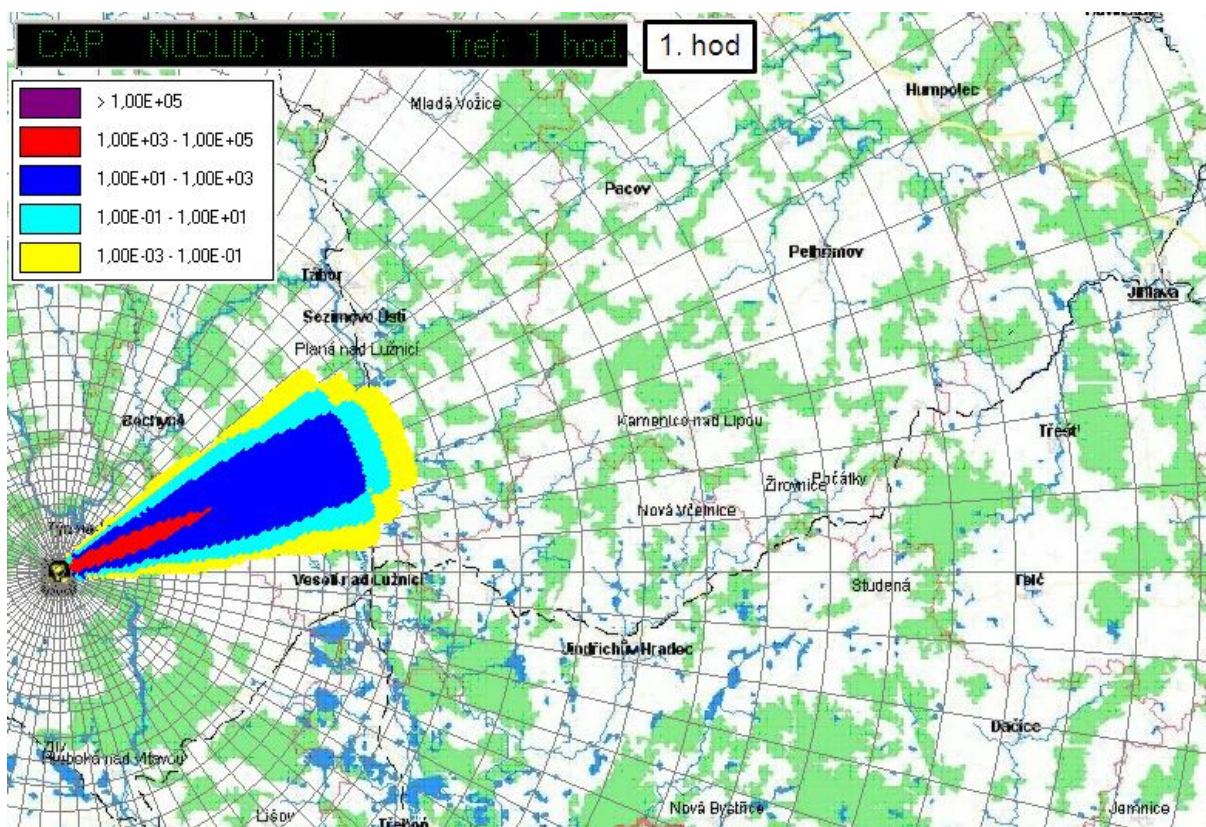 CAP NUCLID: I131 Tref: 1 hod.
1. hod
> 1,00E+05
1,00E+03 - 1,00E+05
1,00E+01 - 1,00E+03
1,00E-01 - 1,00E+01
1,00E-03 - 1,00E-01
Humpolec
Mladá Vožice
Pacov
Pelhřimov
Tábor
Jihlava
Sezimovo Ústí
Planá nad Lužnicí
Bechyně
Kamenice nad Lipou
Třešť
Počátky
Žirovnice
Nová Včelnice
Veselí nad Lužnicí
Studená
Telč
Jindřichův Hradec
Dačice
Hluboká nad Vltavou
Nová Bystřice
Jemnice
Lišov
Třeboň